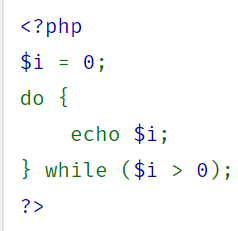 <?php
$i = 0;
do {
    echo $i;
} while ($i > 0);
?>